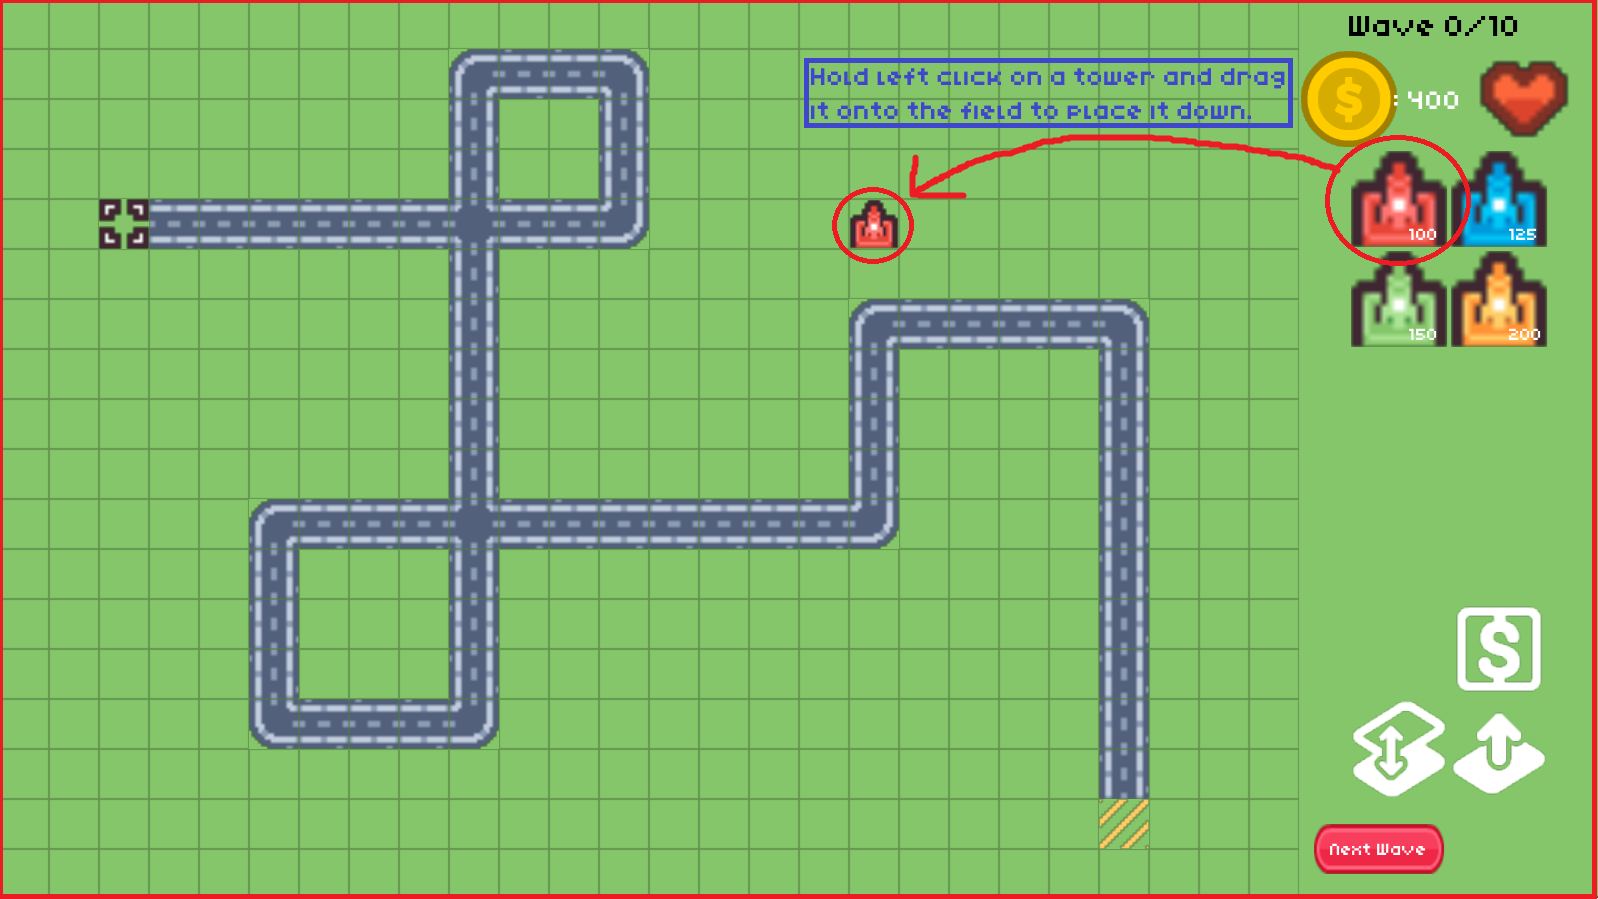 Wave 0/10
Hold left click on a tower and drag
it onto the field to place it down.
$
: 400
100
125
150
200
$
Next Wave